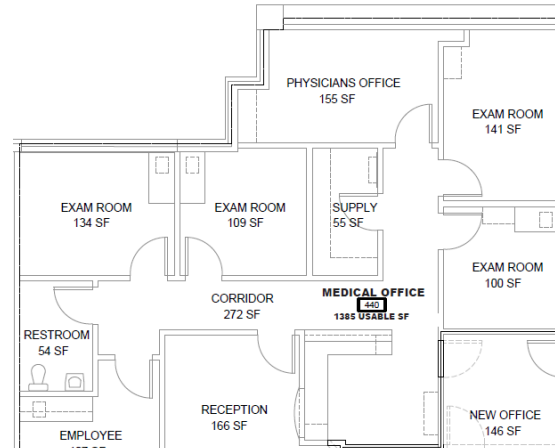 PHYSICIANS OFFICE
155 SF
EXAM ROOM
141 SF
EXAM ROOM
134 SF
EXAM ROOM
109 SF
SUPPLY
55 SF
EXAM ROOM
100 SF
CORRIDOR
272 SF
MEDICAL OFFICE
440
1385 USABLE SF
RESTROOM
54 SF
RECEPTION
166 SF
NEW OFFICE
146 SF
EMPLOYEE